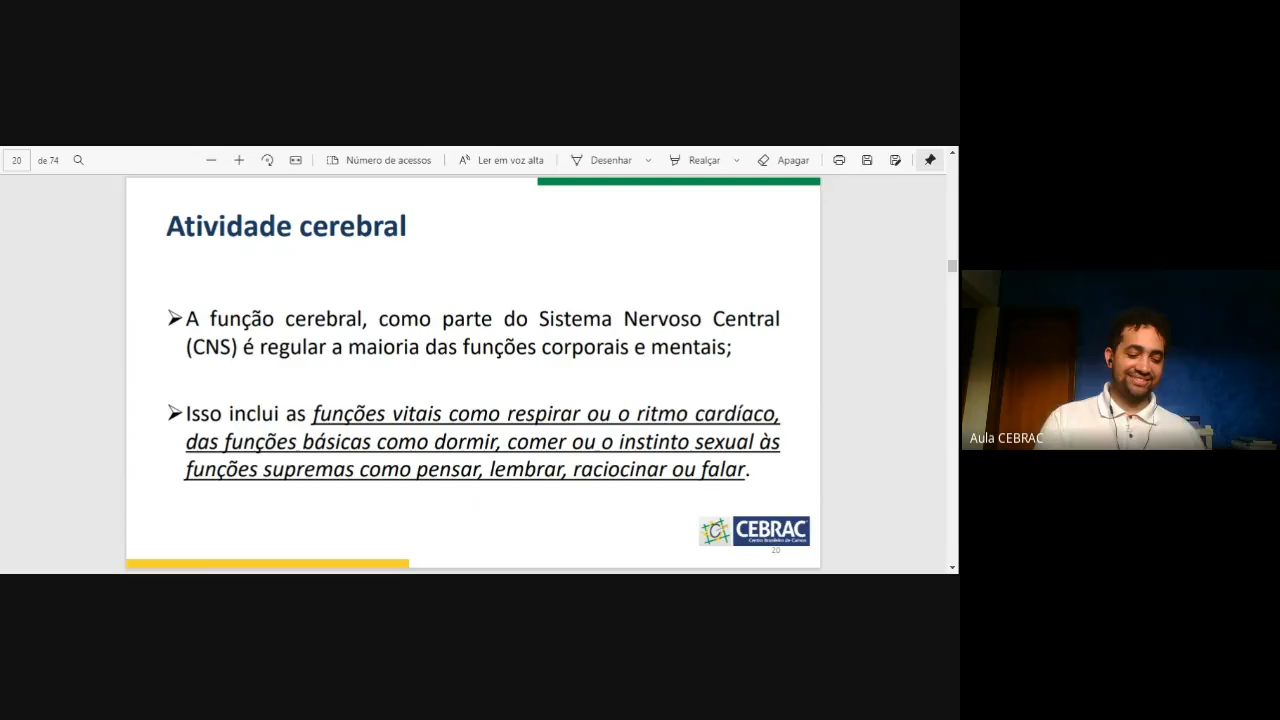 20 de 74 Número de acessos Ler em voz alta Desenhar Realçar Apagar
Atividade cerebral
A função cerebral, como parte do Sistema Nervoso Central
(CNS) é regular a maioria das funções corporais e mentais;
Isso inclui as funções vitais como respirar ou o ritmo cardíaco,
das funções básicas como dormir, comer ou o instinto sexual às
funções supremas como pensar, lembrar, raciocinar ou falar.
CEBRAC
Centro Brasileiro de Cursos
20
Aula CEBRAC